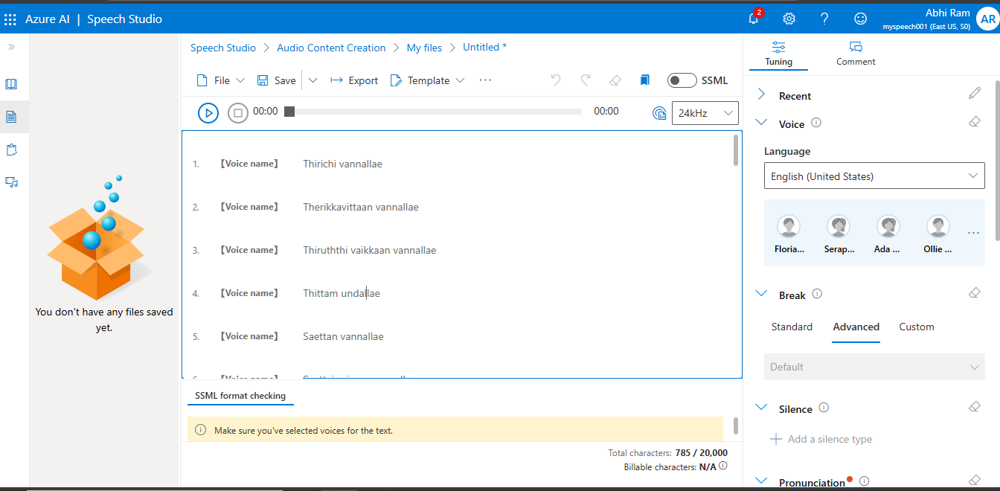 Azure AI | Speech Studio
2
Abhi Ram
myspeech001 (East US, S0)
AR
Speech Studio > Audio Content Creation > My files > Untitled *
File Save Export Template ... SSML
00:00 00:00 24kHz
1. [Voice name] Thirichi vannallae
2. [Voice name] Therikkavittaan vannallae
3. [Voice name] Thiruththi vaikkaan vannallae
4. [Voice name] Thittam undallae
5. [Voice name] Saettan vannallae
You don't have any files saved
yet.
SSML format checking
Make sure you've selected voices for the text.
Total characters: 785 / 20,000
Billable characters: N/A
Tuning Comment
Recent
Voice
Language
English (United States)
Floria... Serap... Ada ... Ollie ... ...
Break
Standard Advanced Custom
Default
Silence
Add a silence type
Pronunciation